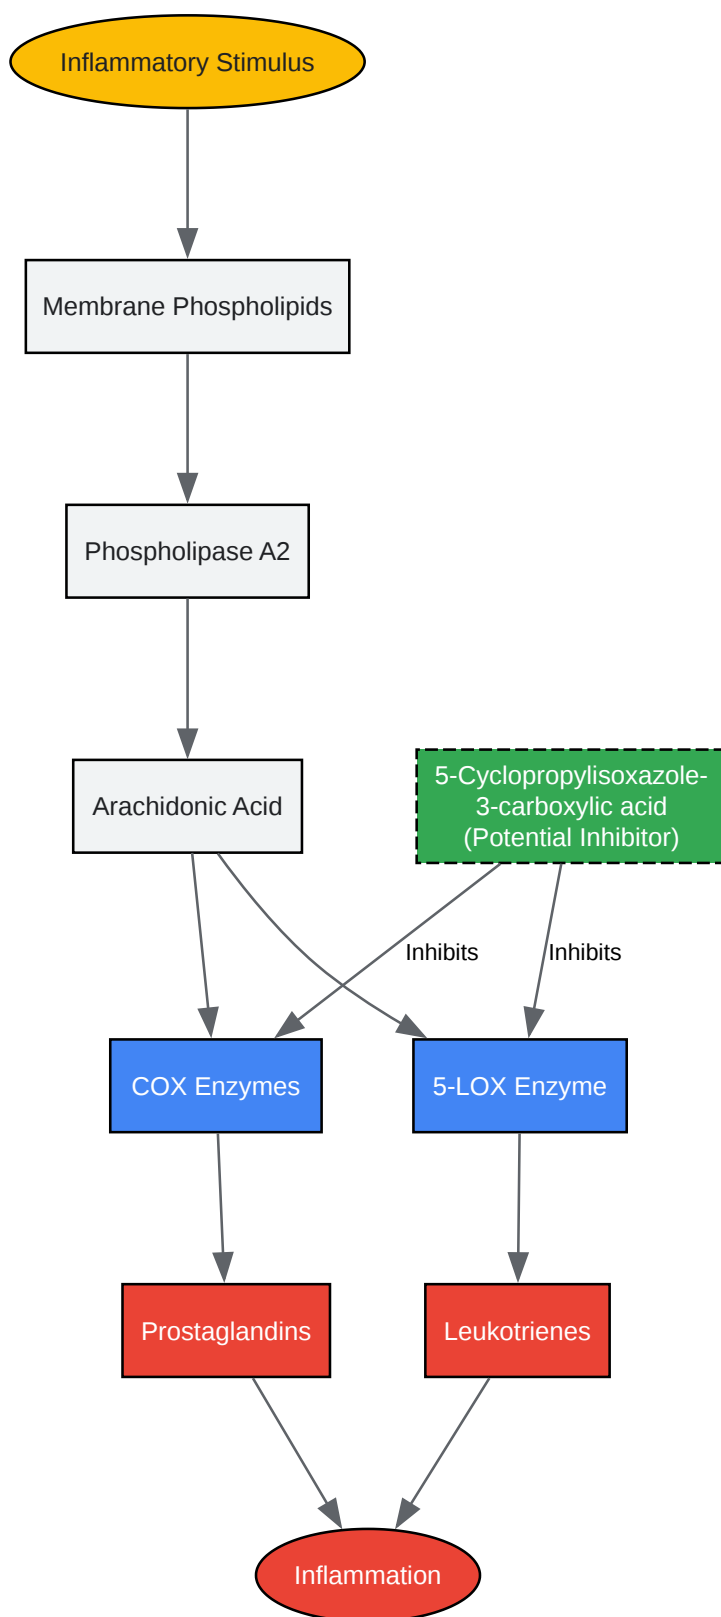 Inflammatory Stimulus
Membrane Phospholipids
Phospholipase A2
Arachidonic Acid
5-Cyclopropylisoxazole-
3-carboxylic acid
(Potential Inhibitor)
Inhibits
Inhibits
COX Enzymes
5-LOX Enzyme
Prostaglandins
Leukotrienes
Inflammation